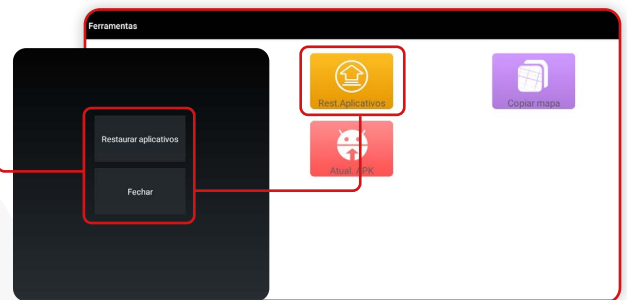 Ferramentas
Rest.Aplicativos
Copiar mapa
Restaurar aplicativos
Atual. APK
Fechar